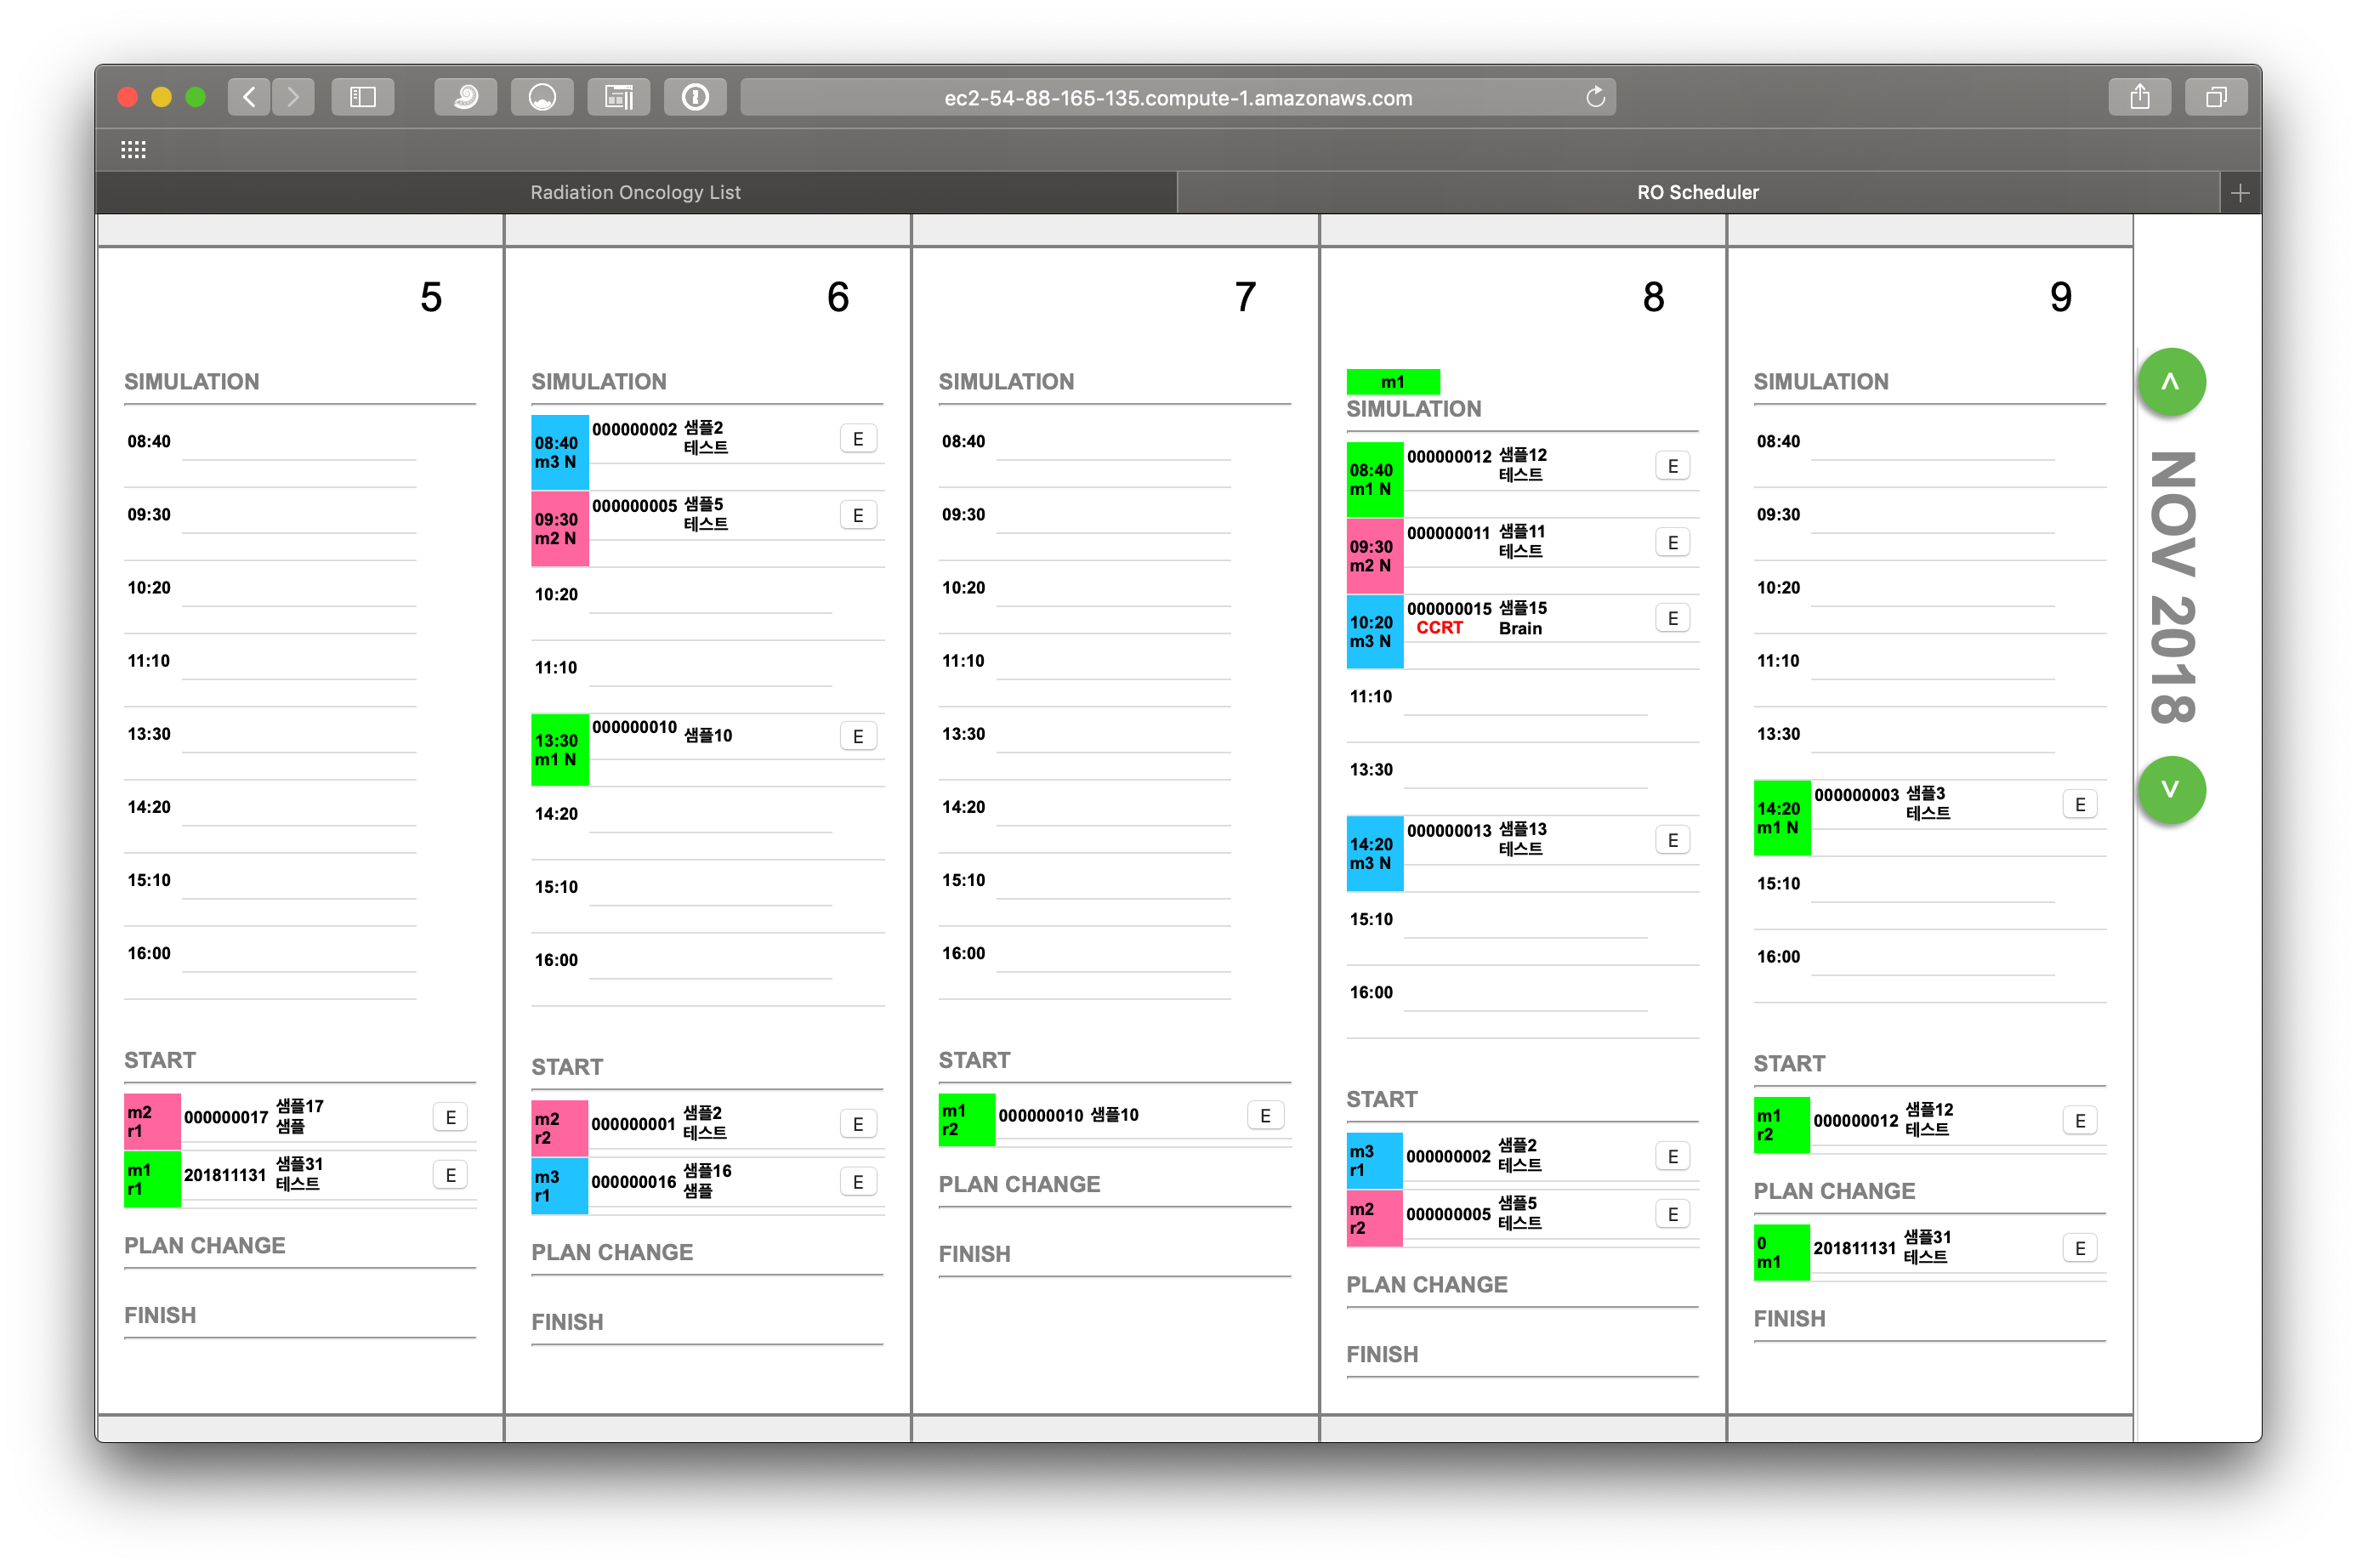 ec2-54-88-165-135.compute-1.amazonaws.com
Radiation Oncology List
RO Scheduler
5
SIMULATION
08:40
09:30
10:20
11:10
13:30
14:20
15:10
16:00
START
m2 r1 000000017 샘플17 샘플 E
m1 r1 201811131 샘플31 테스트 E
PLAN CHANGE
FINISH
6
SIMULATION
08:40 m3 N 000000002 샘플2 테스트 E
09:30 m2 N 000000005 샘플5 테스트 E
10:20
11:10
13:30 m1 N 000000010 샘플10 E
14:20
15:10
16:00
START
m2 r2 000000001 샘플2 테스트 E
m3 r1 000000016 샘플16 샘플 E
PLAN CHANGE
FINISH
7
SIMULATION
08:40
09:30
10:20
11:10
13:30
14:20
15:10
16:00
START
m1 r2 000000010 샘플10 E
PLAN CHANGE
FINISH
8
m1
SIMULATION
08:40 m1 N 000000012 샘플12 테스트 E
09:30 m2 N 000000011 샘플11 테스트 E
10:20 m3 N 000000015 CCRT 샘플15 Brain E
11:10
13:30
14:20 m3 N 000000013 샘플13 테스트 E
15:10
16:00
START
m3 r1 000000002 샘플2 테스트 E
m2 r2 000000005 샘플5 테스트 E
PLAN CHANGE
FINISH
9
SIMULATION
08:40
09:30
10:20
11:10
13:30
14:20 m1 N 000000003 샘플3 테스트 E
15:10
16:00
START
m1 r2 000000012 샘플12 테스트 E
PLAN CHANGE
0 m1 201811131 샘플31 테스트 E
FINISH
NOV 2018